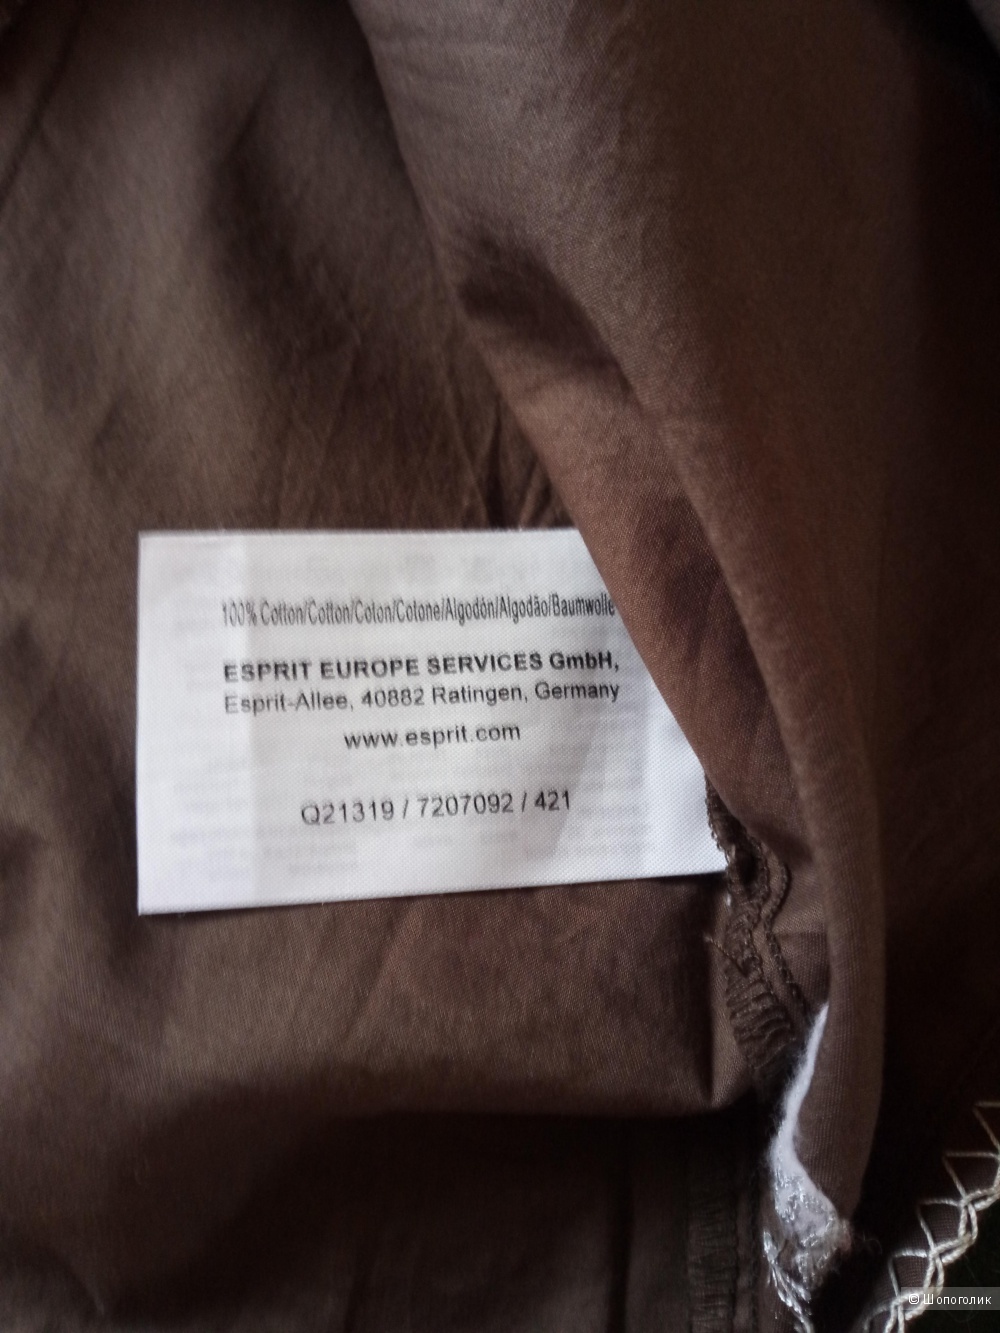 100% Cotton/Cotton/Coton/Cotone/Algodón/Algodão/Baumwolle
ESPRIT EUROPE SERVICES GmbH,
Esprit-Allee, 40882 Ratingen, Germany
www.esprit.com
Q21319 / 7207092 / 421
© Шопоголик